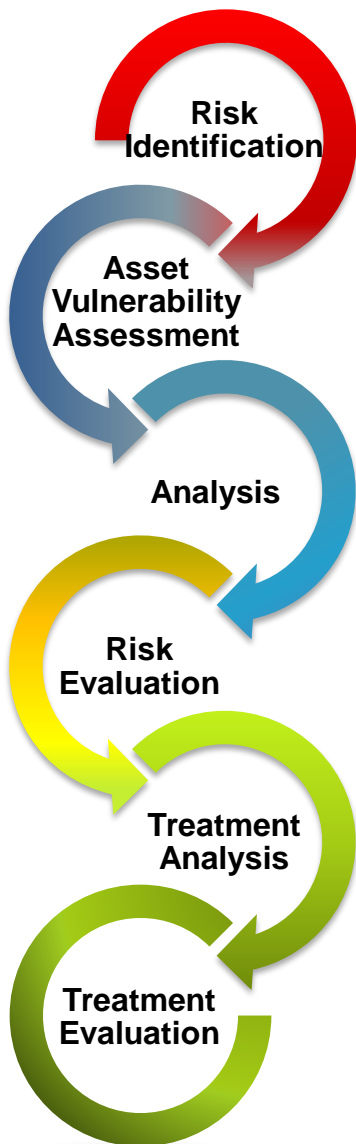 Risk
Identification
Asset
Vulnerability
Assessment
Analysis
Risk
Evaluation
Treatment
Analysis
Treatment
Evaluation